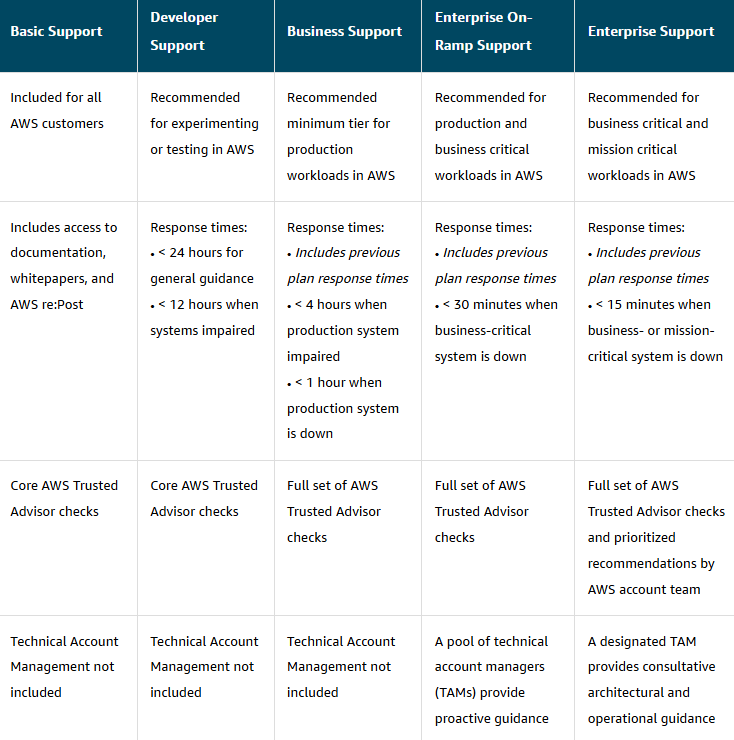 Basic Support
Developer
Support
Business Support
Enterprise On-
Ramp Support
Enterprise Support
Included for all
AWS customers
Recommended
for experimenting
or testing in AWS
Recommended
minimum tier for
production
workloads in AWS
Recommended for
production and
business critical
workloads in AWS
Recommended for
business critical and
mission critical
workloads in AWS
Includes access to
documentation,
whitepapers, and
AWS re:Post
Response times:
• < 24 hours for
general guidance
• < 12 hours when
systems impaired
Response times:
• Includes previous
plan response times
• < 4 hours when
production system
impaired
• < 1 hour when
production system
is down
Response times:
• Includes previous
plan response times
• < 30 minutes when
business-critical
system is down
Response times:
• Includes previous
plan response times
• < 15 minutes when
business- or mission-
critical system is down
Core AWS Trusted
Advisor checks
Core AWS Trusted
Advisor checks
Full set of AWS
Trusted Advisor
checks
Full set of AWS
Trusted Advisor
checks
Full set of AWS
Trusted Advisor checks
and prioritized
recommendations by
AWS account team
Technical Account
Management not
included
Technical Account
Management not
included
Technical Account
Management not
included
A pool of technical
account managers
(TAMs) provide
proactive guidance
A designated TAM
provides consultative
architectural and
operational guidance